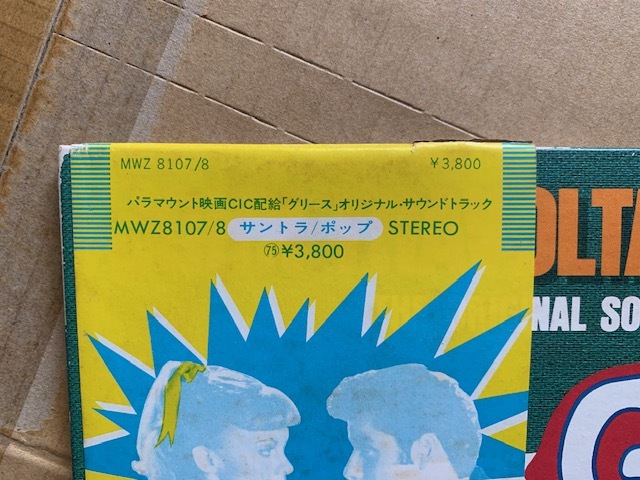 MWZ 8107/8 ¥3,800
パラマウント映画CIC配給「グリース」オリジナル・サウンドトラック
MWZ8107/8 サントラ/ポップ STEREO
㊆ ¥3,800
OLTA
NAL SO